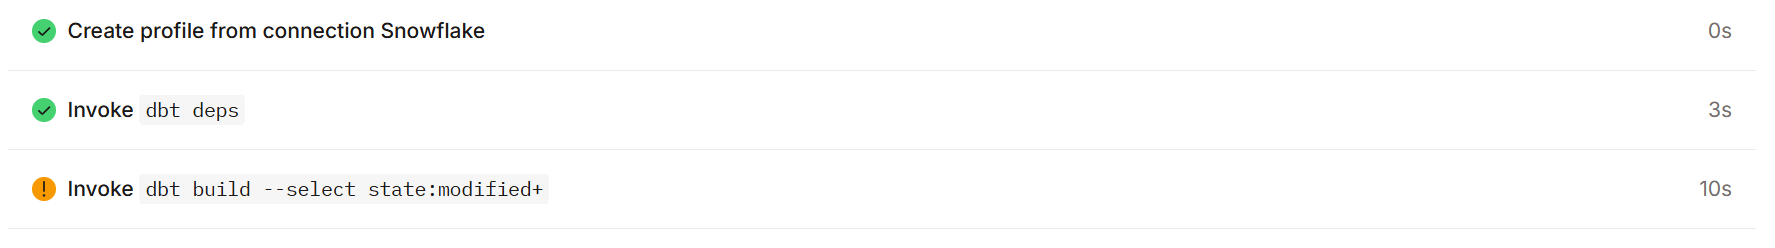 Create profile from connection Snowflake 0s
Invoke dbt deps 3s
Invoke dbt build --select state:modified+ 10s